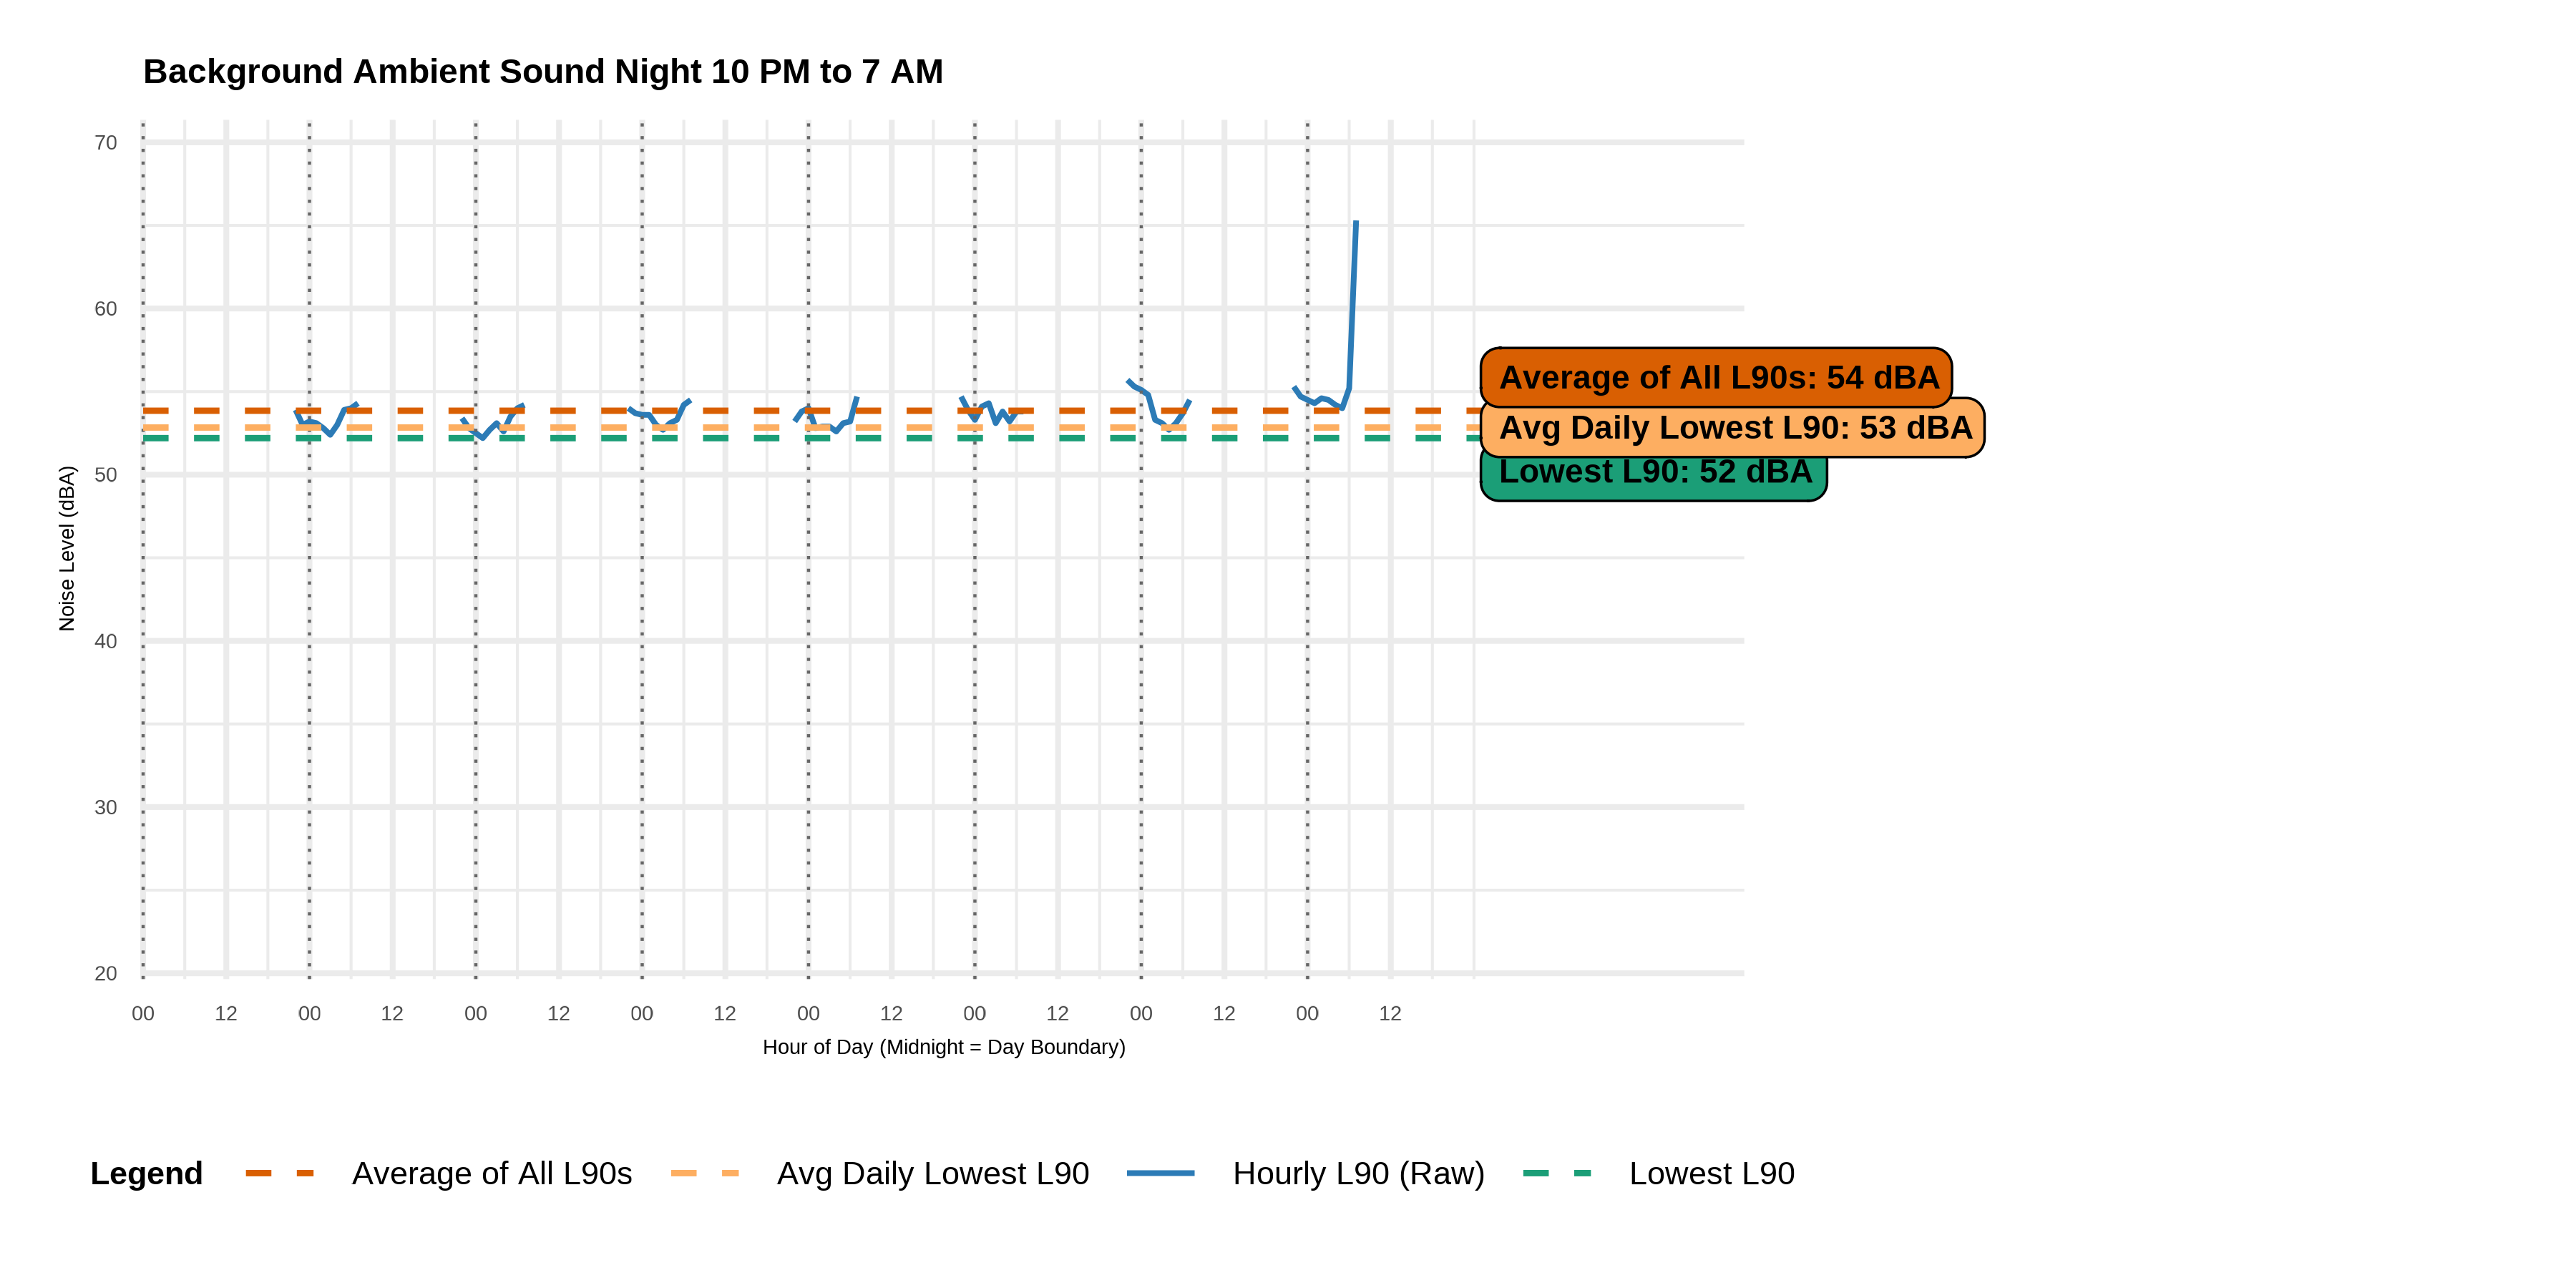 Background Ambient Sound Night 10 PM to 7 AM
70
60
50
40
30
20
Noise Level (dBA)
Average of All L90s: 54 dBA
Avg Daily Lowest L90: 53 dBA
Lowest L90: 52 dBA
00 12 00 12 00 12 00 12 00 12 00 12 00 12 00 12
Hour of Day (Midnight = Day Boundary)
Legend Average of All L90s Avg Daily Lowest L90 Hourly L90 (Raw) Lowest L90